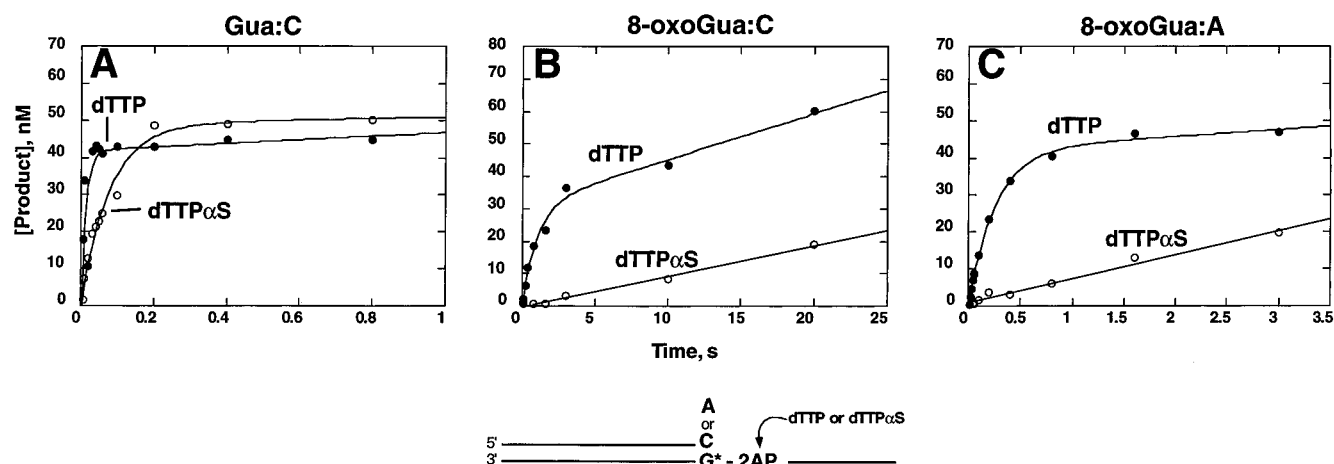 Gua:C
8-oxoGua:C
8-oxoGua:A
[Product], nM
70
60
50
40
30
20
10
0
A
dTTP
dTTPαS
0
0.2
0.4
0.6
0.8
1
80
70
60
50
40
30
20
10
0
B
dTTP
dTTPαS
0
5
10
15
20
25
70
60
50
40
30
20
10
0
C
dTTP
dTTPαS
0
0.5
1
1.5
2
2.5
3
3.5
Time, s
A
or
C
dTTP or dTTPαS
5'
3'
G* - 2AP